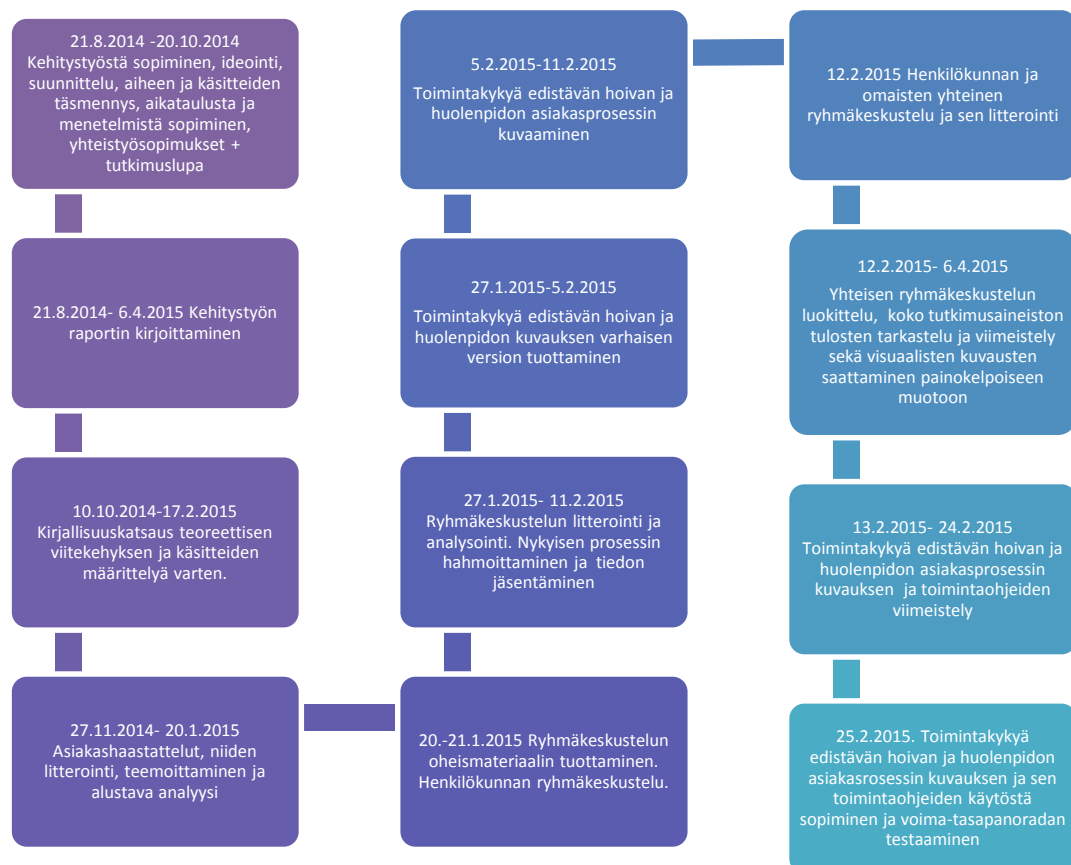 21.8.2014 -20.10.2014
Kehitystyöstä sopiminen, ideointi,
suunnittelu, aiheen ja käsitteiden
täsmennys, aikataulusta ja
menetelmistä sopiminen,
yhteistyösopimukset +
tutkimuslupa
21.8.2014- 6.4.2015 Kehitystyön
raportin kirjoittaminen
10.10.2014-17.2.2015
Kirjallisuuskatsaus teoreettisen
viitekehyksen ja käsitteiden
määrittelyä varten.
27.11.2014- 20.1.2015
Asiakashaastattelut, niiden
litterointi, teemoittaminen ja
alustava analyysi
20.-21.1.2015 Ryhmäkeskustelun
oheismateriaalin tuottaminen.
Henkilökunnan ryhmäkeskustelu.
27.1.2015- 11.2.2015
Ryhmäkeskustelun litterointi ja
analysointi. Nykyisen prosessin
hahmoittaminen ja tiedon
jäsentäminen
27.1.2015-5.2.2015
Toimintakykyä edistävän hoivan ja
huolenpidon kuvauksen varhaisen
version tuottaminen
5.2.2015-11.2.2015
Toimintakykyä edistävän hoivan ja
huolenpidon asiakasprosessin
kuvaaminen
12.2.2015 Henkilökunnan ja
omaisten yhteinen
ryhmäkeskustelu ja sen litterointi
12.2.2015- 6.4.2015
Yhteisen ryhmäkeskustelun
luokittelu, koko tutkimusaineiston
tulosten tarkastelu ja viimeistely
sekä visuaalisten kuvausten
saattaminen painokelpoiseen
muotoon
13.2.2015- 24.2.2015
Toimintakykyä edistävän hoivan ja
huolenpidon asiakasprosessin
kuvauksen ja toimintaohjeiden
viimeistely
25.2.2015. Toimintakykyä
edistävän hoivan ja huolenpidon
asiakasrosessin kuvauksen ja sen
toimintaohjeiden käytöstä
sopiminen ja voima-tasapanoradan
testaaminen